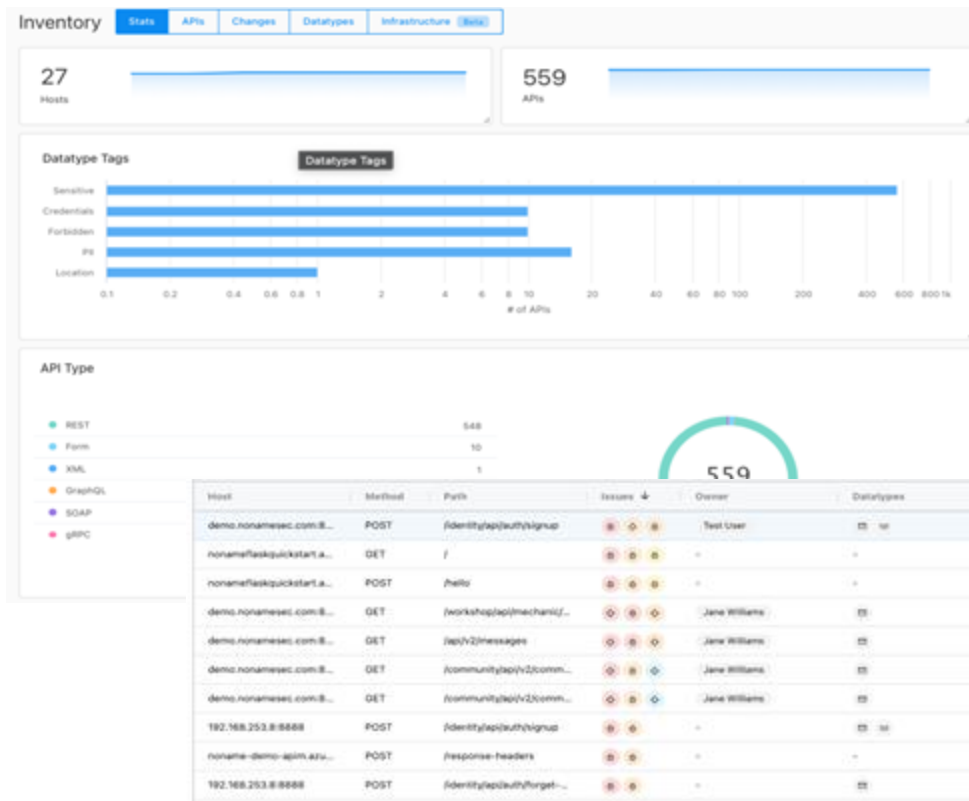 Inventory Stats APIs Changes Datatypes Infrastructure Beta
27
Hosts
559
APIs
Datatype Tags
Datatype Tags
Sensitive
Credentials
Forbidden
PII
Location
0.1 0.2 0.4 0.6 0.8 1 2 4 6 8 10 20 40 60 80 100 200 400 600 800 1k
# of APIs
API Type
REST 548
Form 10
XML 1
GraphQL
SOAP
gRPC
559
Host Method Path Issues Owner Datatypes
demo.nonamesec.com:8... POST /identity/api/auth/signup Test User
nonameflaskquickstart.a... GET / - -
nonameflaskquickstart.a... POST /hello - -
demo.nonamesec.com:8... GET /workshop/api/mechanic/... Jane Williams
demo.nonamesec.com:8... GET /api/v2/messages Jane Williams
demo.nonamesec.com:8... GET /community/api/v2/comm... Jane Williams
demo.nonamesec.com:8... GET /community/api/v2/comm... Jane Williams
192.168.253.8:8888 POST /identity/api/auth/signup -
noname-demo-apim.azu... POST /response-headers - -
192.168.253.8:8888 POST /identity/api/auth/forget-... -